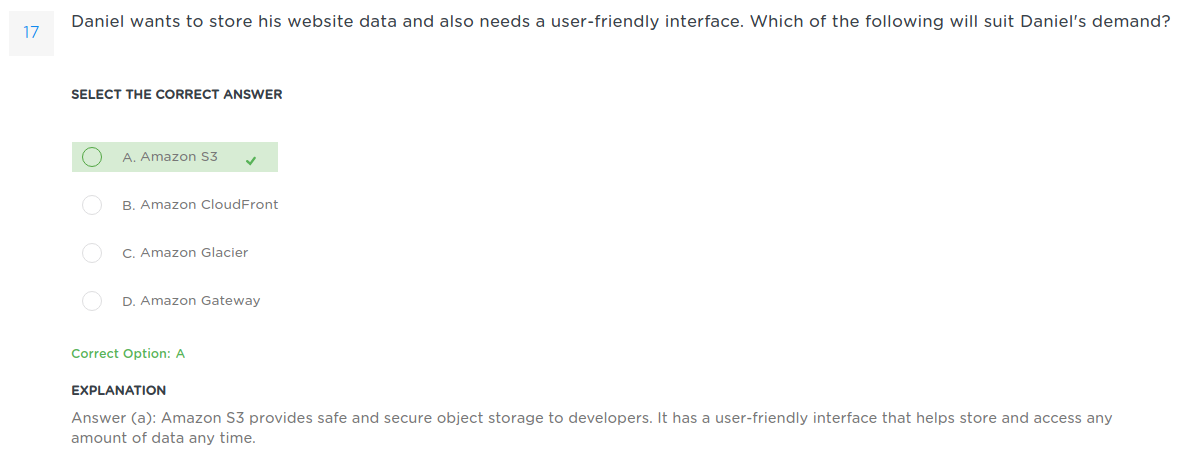 17
Daniel wants to store his website data and also needs a user-friendly interface. Which of the following will suit Daniel's demand?
SELECT THE CORRECT ANSWER
A. Amazon S3
B. Amazon CloudFront
C. Amazon Glacier
D. Amazon Gateway
Correct Option: A
EXPLANATION
Answer (a): Amazon S3 provides safe and secure object storage to developers. It has a user-friendly interface that helps store and access any
amount of data any time.